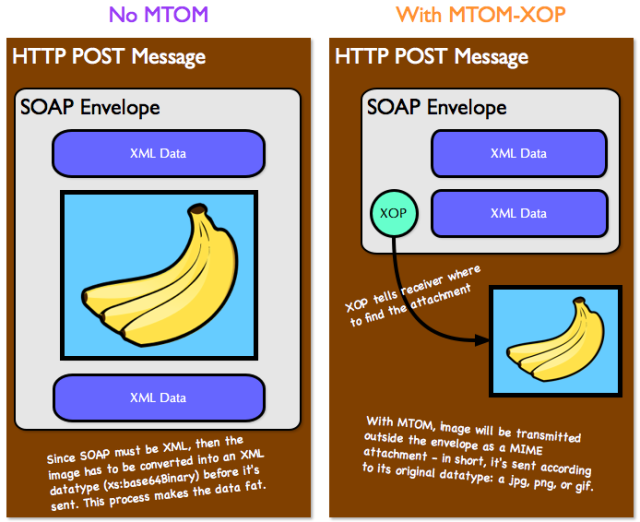 No MTOM
HTTP POST Message
SOAP Envelope
XML Data
XML Data
Since SOAP must be XML, then the
image has to be converted into an XML
datatype (xs:base64Binary) before it's
sent. This process makes the data fat.
With MTOM-XOP
HTTP POST Message
SOAP Envelope
XML Data
XOP
XML Data
XOP tells receiver where
to find the attachment
With MTOM, image will be transmitted
outside the envelope as a MIME
attachment - in short, it's sent according
to its original datatype: a jpg, png, or gif.